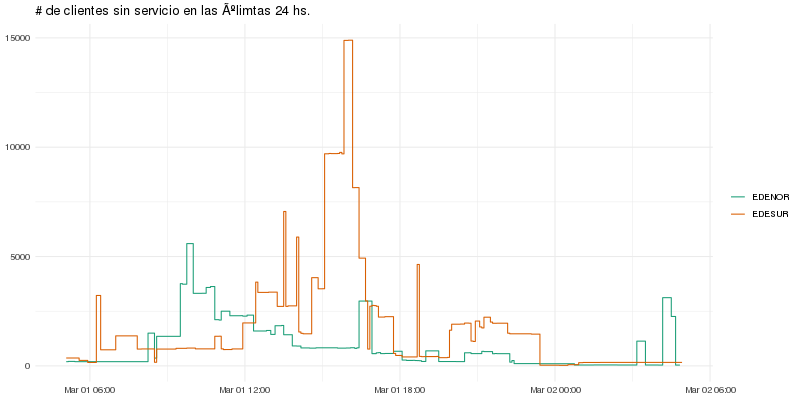 # de clientes sin servicio en las Ãºlimtas 24 hs.
15000
10000
5000
0
Mar 01 06:00
Mar 01 12:00
Mar 01 18:00
Mar 02 00:00
Mar 02 06:00
EDENOR
EDESUR